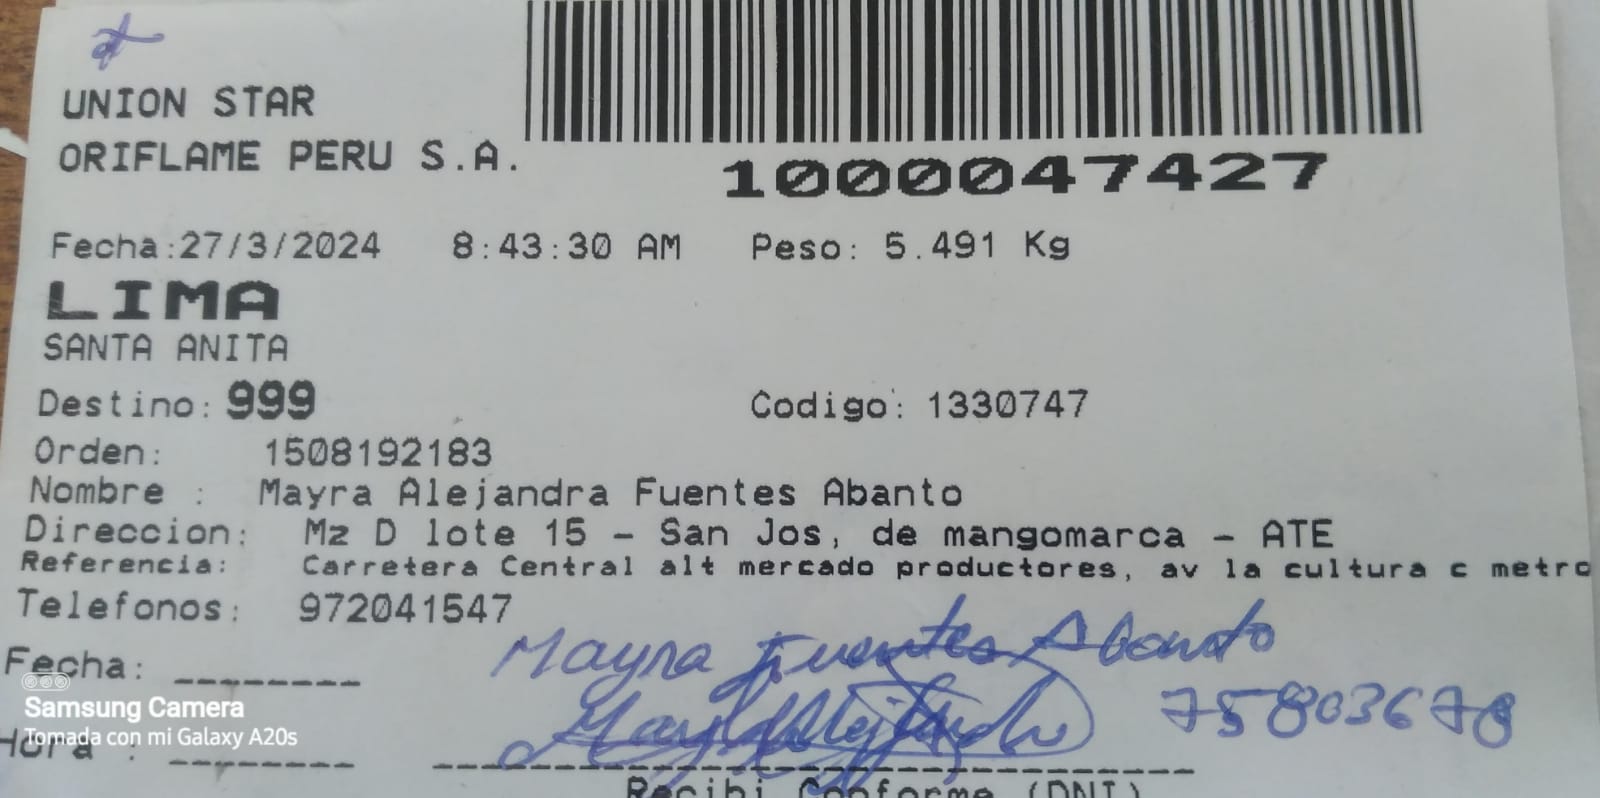 UNION STAR
ORIFLAME PERU S.A.
1000047427
Fecha:27/3/2024 8:43:30 AM Peso: 5.491 Kg
LIMA
SANTA ANITA
Destino: 999 Codigo: 1330747
Orden: 1508192183
Nombre : Mayra Alejandra Fuentes Abanto
Direccion: Mz D lote 15 - San Jos, de mangomarca - ATE
Referencia: Carretera Central alt mercado productores, av la cultura c metro
Telefonos: 972041547
Mayra Fuentes Abanto
Fecha: ________
75803678
Samsung Camera
Tomada con mi Galaxy A20s
Hora : ________
Recibi Conforme (DNI)